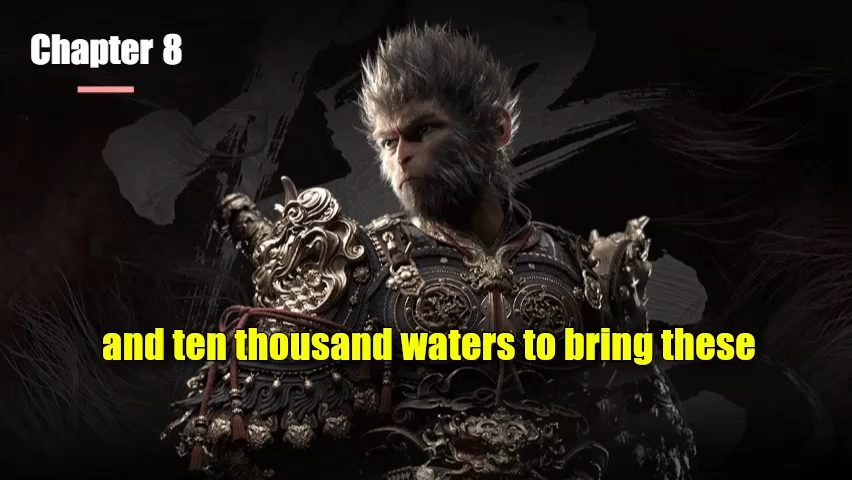 Chapter 8
and ten thousand waters to bring these